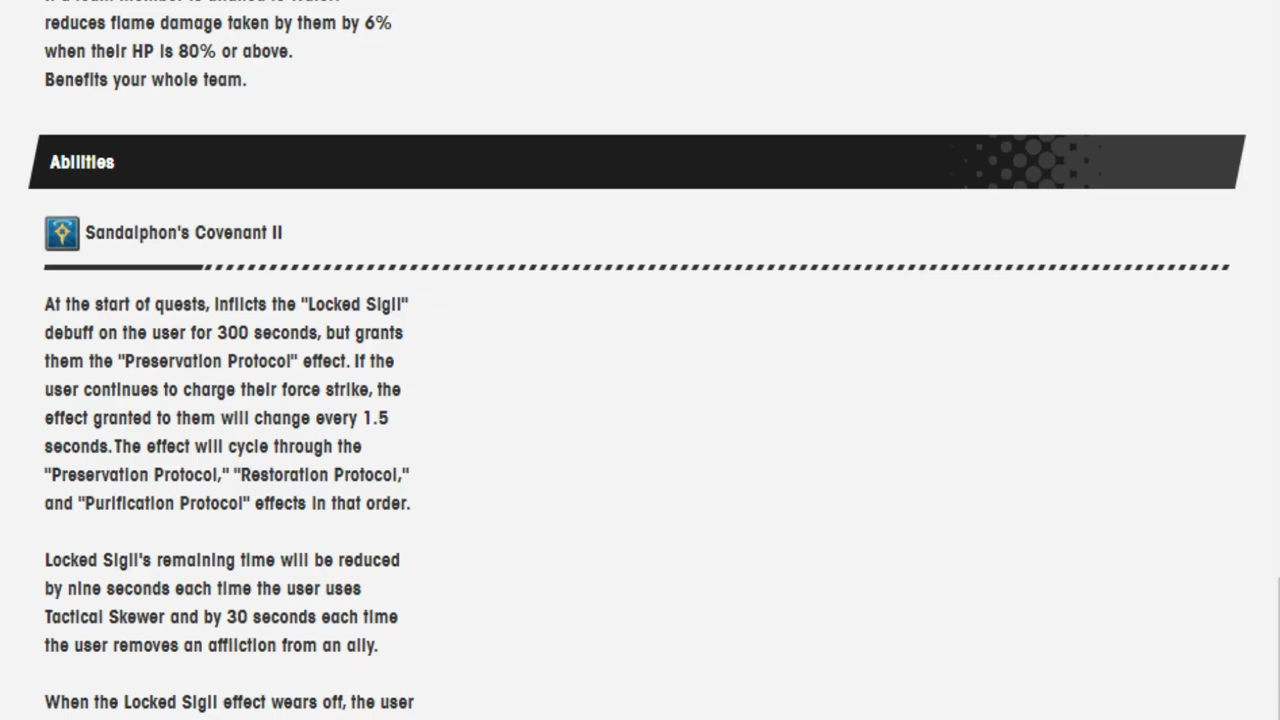 reduces flame damage taken by them by 6%
when their HP is 80% or above.
Benefits your whole team.
Abilities
Sandalphon's Covenant II
At the start of quests, inflicts the "Locked Sigil"
debuff on the user for 300 seconds, but grants
them the "Preservation Protocol" effect. If the
user continues to charge their force strike, the
effect granted to them will change every 1.5
seconds. The effect will cycle through the
"Preservation Protocol," "Restoration Protocol,"
and "Purification Protocol" effects in that order.
Locked Sigil's remaining time will be reduced
by nine seconds each time the user uses
Tactical Skewer and by 30 seconds each time
the user removes an affliction from an ally.
When the Locked Sigil effect wears off, the user